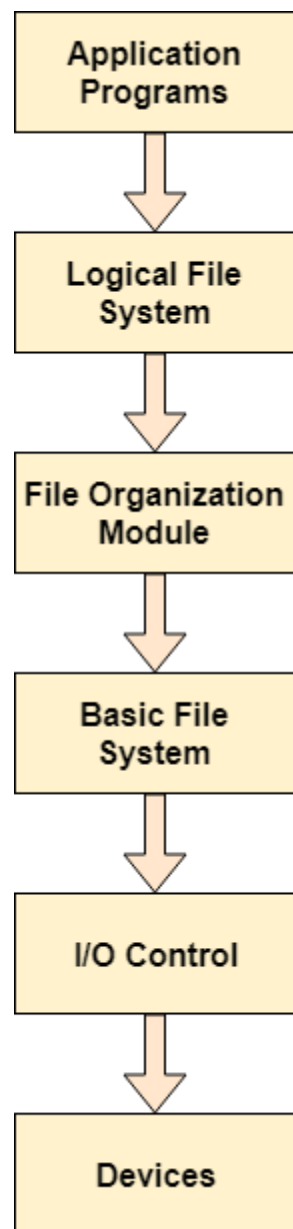 Application
Programs
Logical File
System
File Organization
Module
Basic File
System
I/O Control
Devices